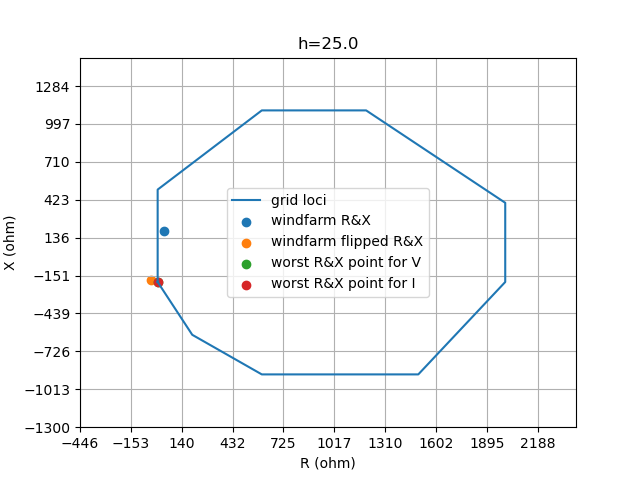 h=25.0
1284
997
710
423
136
−151
−439
−726
−1013
−1300
X (ohm)
grid loci
windfarm R&X
windfarm flipped R&X
worst R&X point for V
worst R&X point for I
−446 −153 140 432 725 1017 1310 1602 1895 2188
R (ohm)